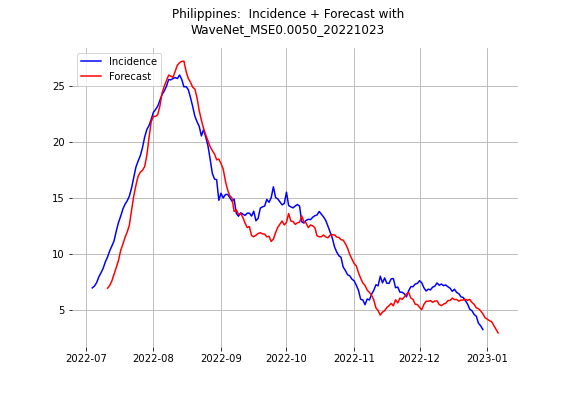 Philippines:  Incidence + Forecast with
WaveNet_MSE0.0050_20221023
Incidence
Forecast
25
20
15
10
5
2022-07 2022-08 2022-09 2022-10 2022-11 2022-12 2023-01